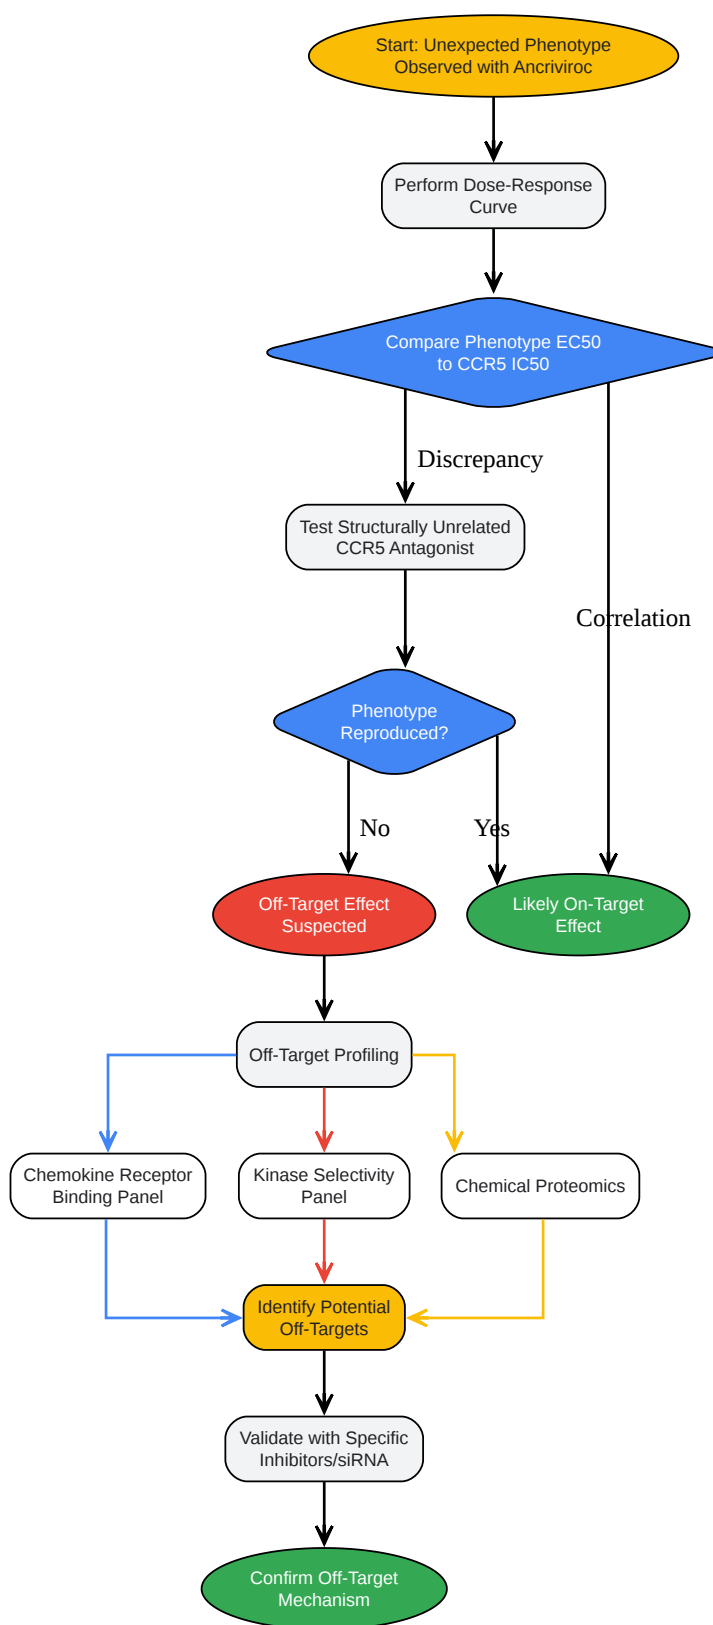 Start: Unexpected Phenotype
Observed with Ancriviroc
Perform Dose-Response
Curve
Compare Phenotype EC50
to CCR5 IC50
Discrepancy
Test Structurally Unrelated
CCR5 Antagonist
Correlation
Phenotype
Reproduced?
No
Yes
Off-Target Effect
Suspected
Likely On-Target
Effect
Off-Target Profiling
Chemokine Receptor
Binding Panel
Kinase Selectivity
Panel
Chemical Proteomics
Identify Potential
Off-Targets
Validate with Specific
Inhibitors/siRNA
Confirm Off-Target
Mechanism